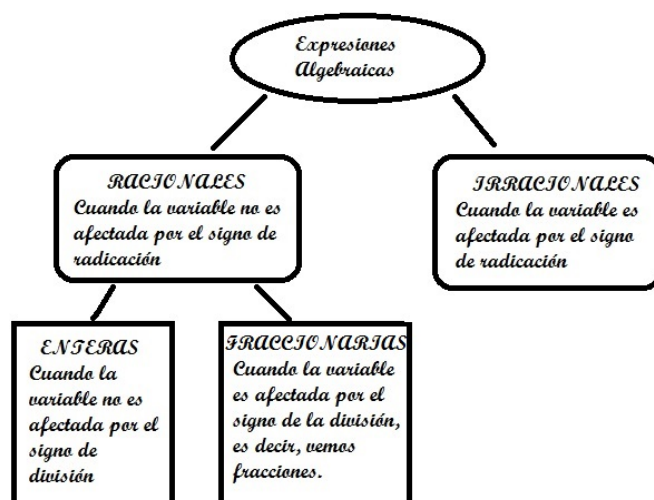 Expresiones
Algebraicas
RACIONALES
Cuando la variable no es
afectada por el signo de
radicación
IRRACIONALES
Cuando la variable es
afectada por el signo
de radicación
ENTERAS
Cuando la
variable no es
afectada por el
signo de
división
FRACCIONARIAS
Cuando la variable
es afectada por el
signo de la división,
es decir, vemos
fracciones.